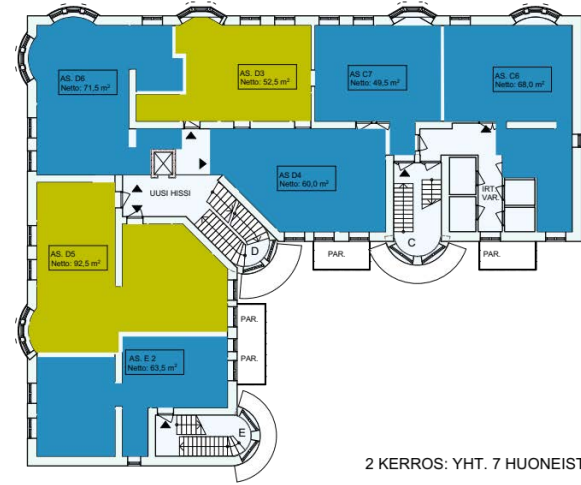 AS. D6
Netto: 71,5 m²
AS. D3
Netto: 52,5 m²
AS C7
Netto: 49,5 m²
AS. C6
Netto: 68,0 m²
AS D4
Netto: 60,0 m²
UUSI HISSI
IRT.
VAR.
D
C
PAR.
PAR.
AS. D5
Netto: 92,5 m²
PAR.
PAR.
AS. E 2
Netto: 63,5 m²
E
2 KERROS: YHT. 7 HUONEIST